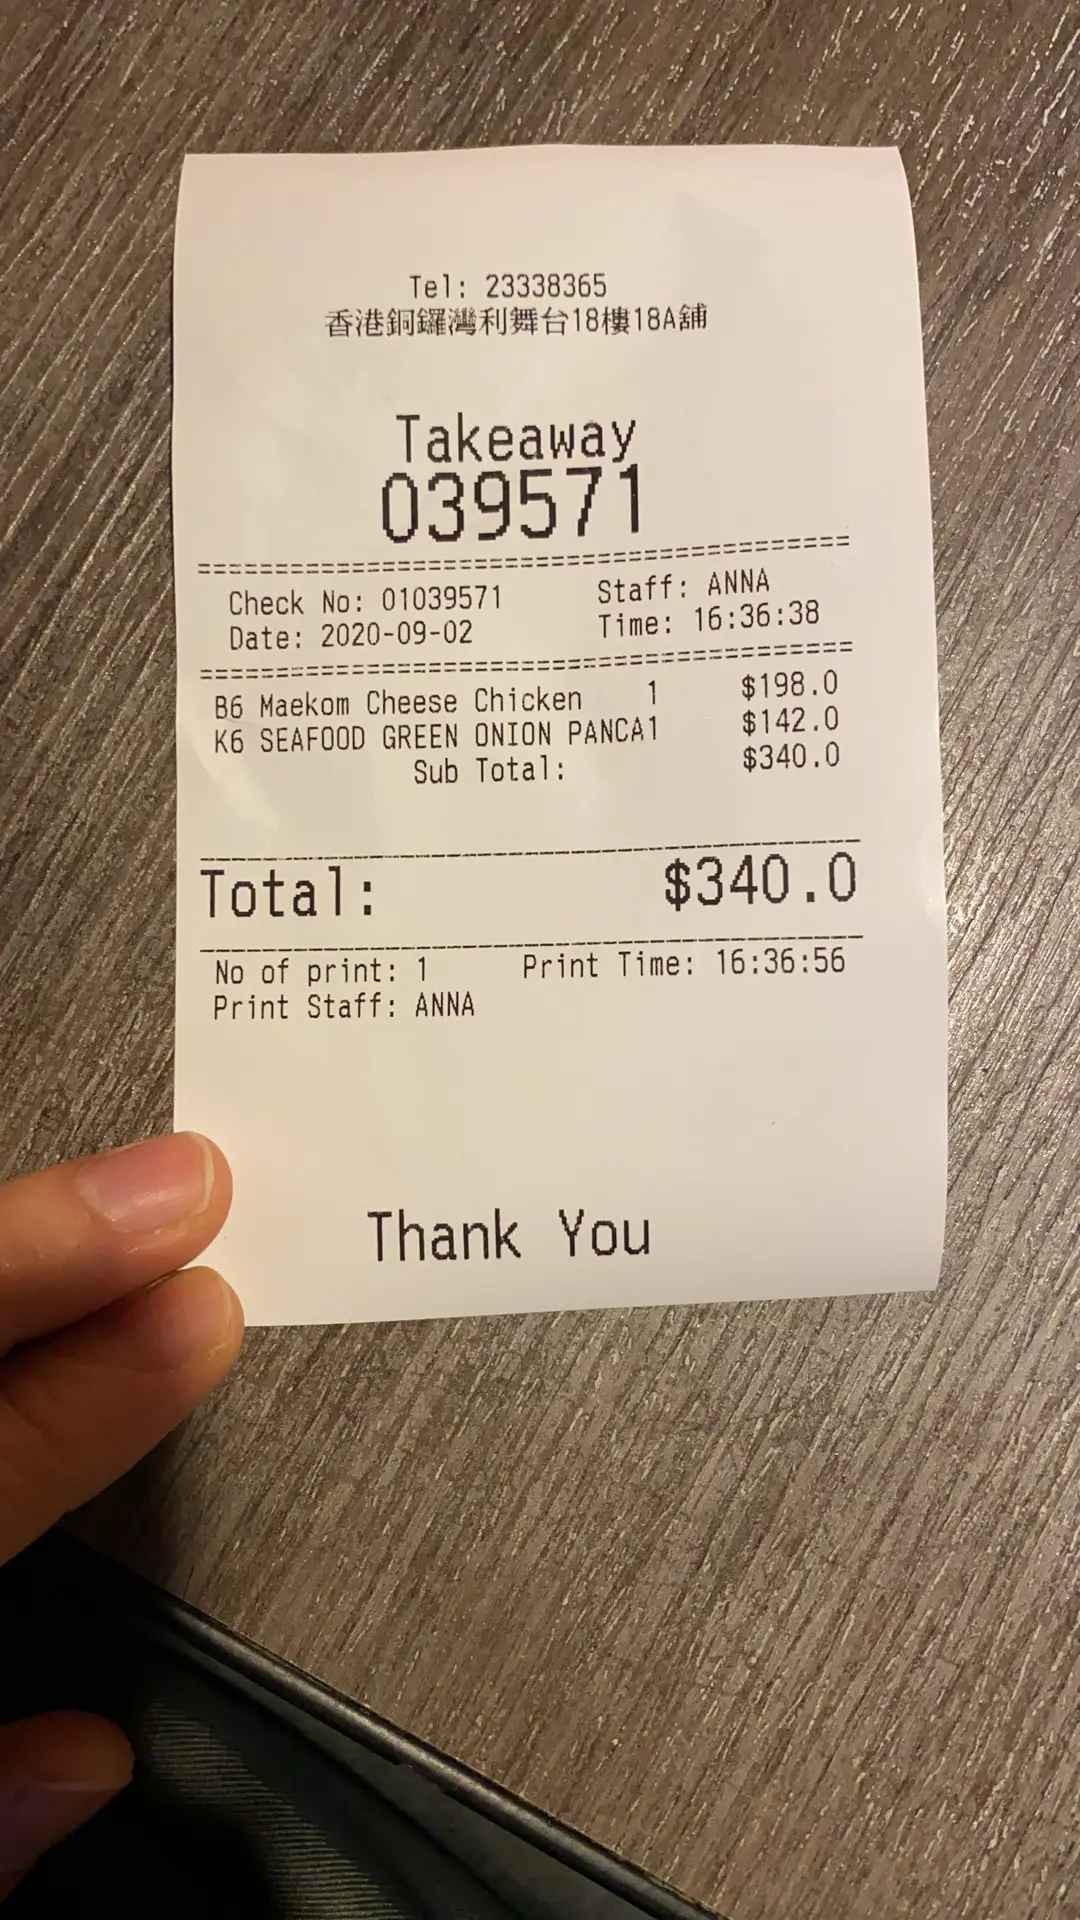 Tel: 23338365
香港銅鑼灣利舞台18樓18A舖
Takeaway
039571
==========================================
Check No: 01039571 Staff: ANNA
Date: 2020-09-02 Time: 16:36:38
==========================================
B6 Maekom Cheese Chicken 1 $198.0
K6 SEAFOOD GREEN ONION PANCA1 $142.0
Sub Total: $340.0
Total: $340.0
No of print: 1 Print Time: 16:36:56
Print Staff: ANNA
Thank You